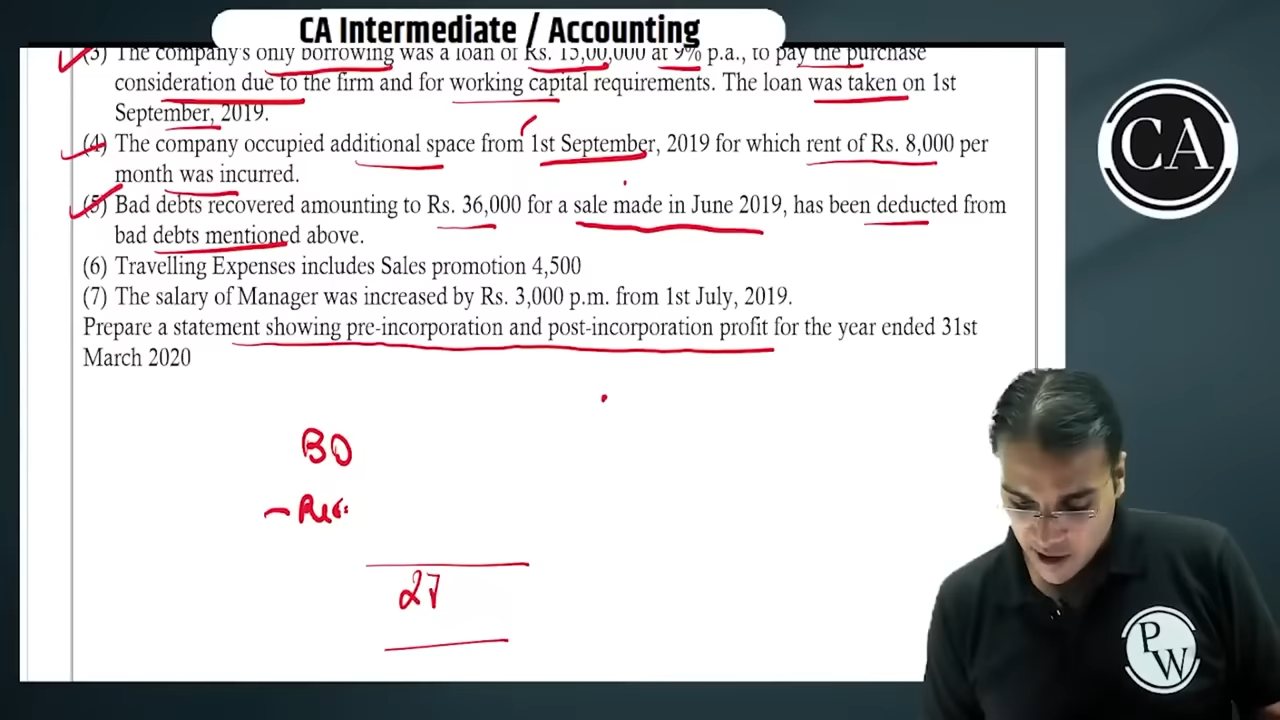 CA Intermediate / Accounting
(3) The company's only borrowing was a loan of Rs. 15,00,000 at 9% p.a., to pay the purchase
consideration due to the firm and for working capital requirements. The loan was taken on 1st
September, 2019.
(4) The company occupied additional space from 1st September, 2019 for which rent of Rs. 8,000 per
month was incurred.
(5) Bad debts recovered amounting to Rs. 36,000 for a sale made in June 2019, has been deducted from
bad debts mentioned above.
(6) Travelling Expenses includes Sales promotion 4,500
(7) The salary of Manager was increased by Rs. 3,000 p.m. from 1st July, 2019.
Prepare a statement showing pre-incorporation and post-incorporation profit for the year ended 31st
March 2020
CA
BD
27
P
W